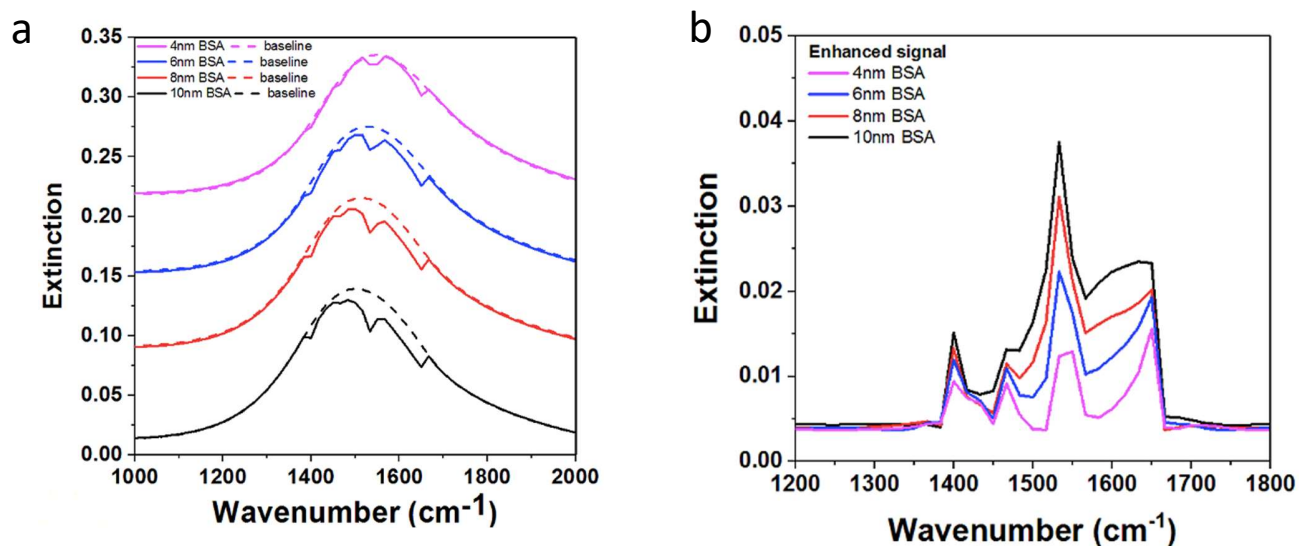 a
0.35
0.30
0.25
0.20
0.15
0.10
0.05
0.00
Extinction
4nm BSA baseline
6nm BSA baseline
8nm BSA baseline
10nm BSA baseline
1000 1200 1400 1600 1800 2000
Wavenumber (cm-1)
b
0.05
0.04
0.03
0.02
0.01
0.00
Extinction
Enhanced signal
4nm BSA
6nm BSA
8nm BSA
10nm BSA
1200 1300 1400 1500 1600 1700 1800
Wavenumber (cm-1)